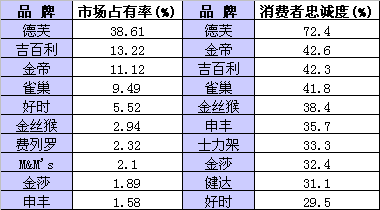 品 牌 市场占有率(%) 品 牌 消费者忠诚度(%)
德芙 38.61 德芙 72.4
吉百利 13.22 金帝 42.6
金帝 11.12 吉百利 42.3
雀巢 9.49 雀巢 41.8
好时 5.52 金丝猴 38.4
金丝猴 2.94 申丰 35.7
费列罗 2.32 士力架 33.3
M&M's 2.1 金莎 32.4
金莎 1.89 健达 31.1
申丰 1.58 好时 29.5